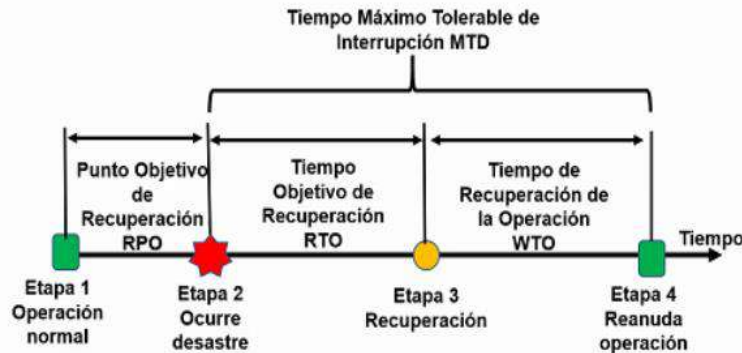 Tiempo Máximo Tolerable de
Interrupción MTD
Punto Objetivo
de
Recuperación
RPO
Tiempo
Objetivo de
Recuperación
RTO
Tiempo de
Recuperación de
la Operación
WTO
Tiempo
Etapa 1
Operación
normal
Etapa 2
Ocurre
desastre
Etapa 3
Recuperación
Etapa 4
Reanuda
operación